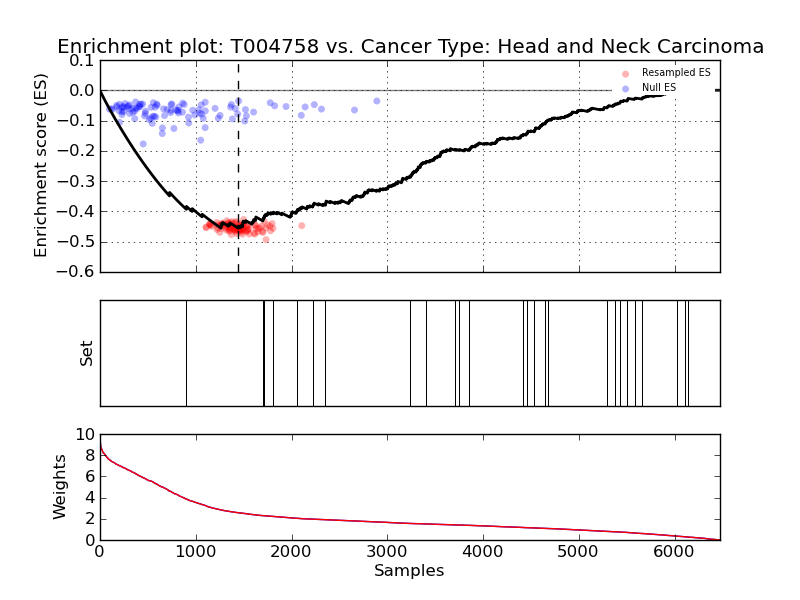 Enrichment plot: T004758 vs. Cancer Type: Head and Neck Carcinoma
0.1
0.0
−0.1
−0.2
−0.3
−0.4
−0.5
−0.6
Enrichment score (ES)
Resampled ES
Null ES
Set
10
8
6
4
2
0
Weights
0 1000 2000 3000 4000 5000 6000
Samples